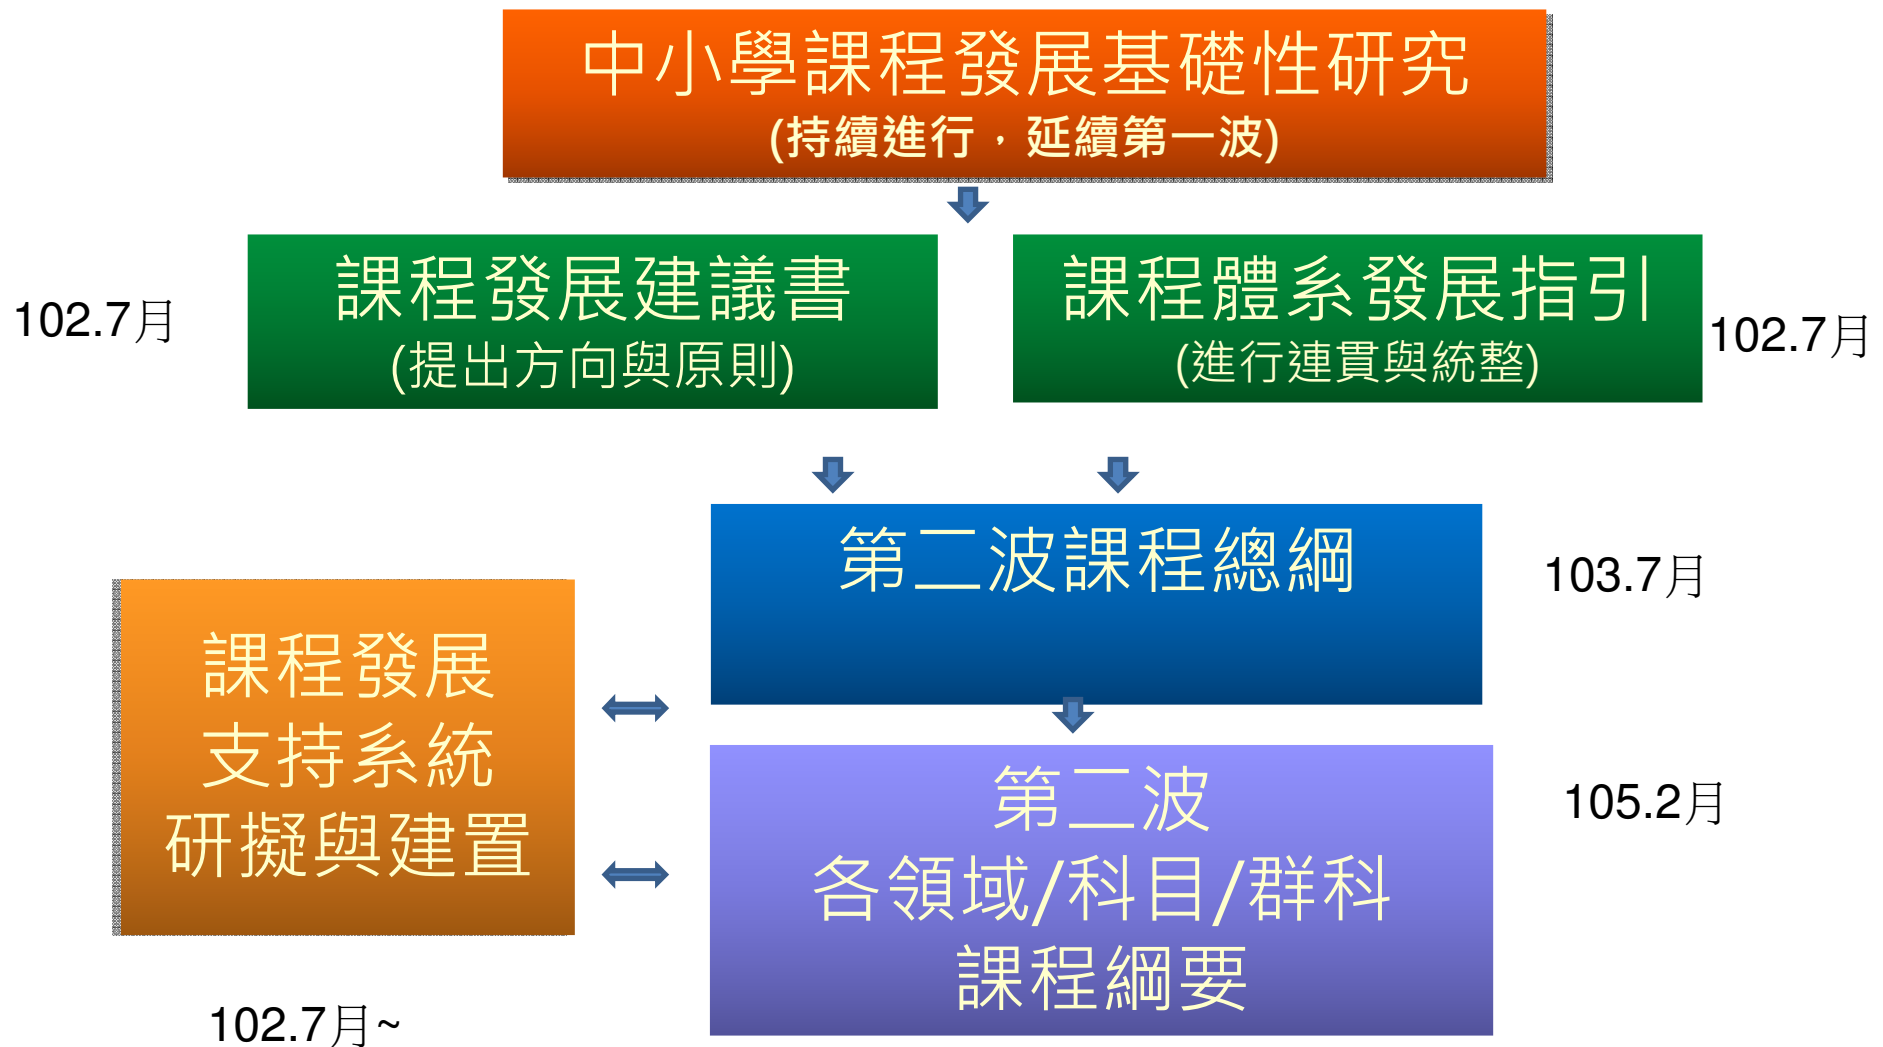 中小學課程發展基礎性研究
(持續進行，延續第一波)
102.7月
課程發展建議書
(提出方向與原則)
課程體系發展指引
(進行連貫與統整)
102.7月
第二波課程總綱
103.7月
課程發展
支持系統
研擬與建置
102.7月~
第二波
各領域/科目/群科
課程綱要
105.2月